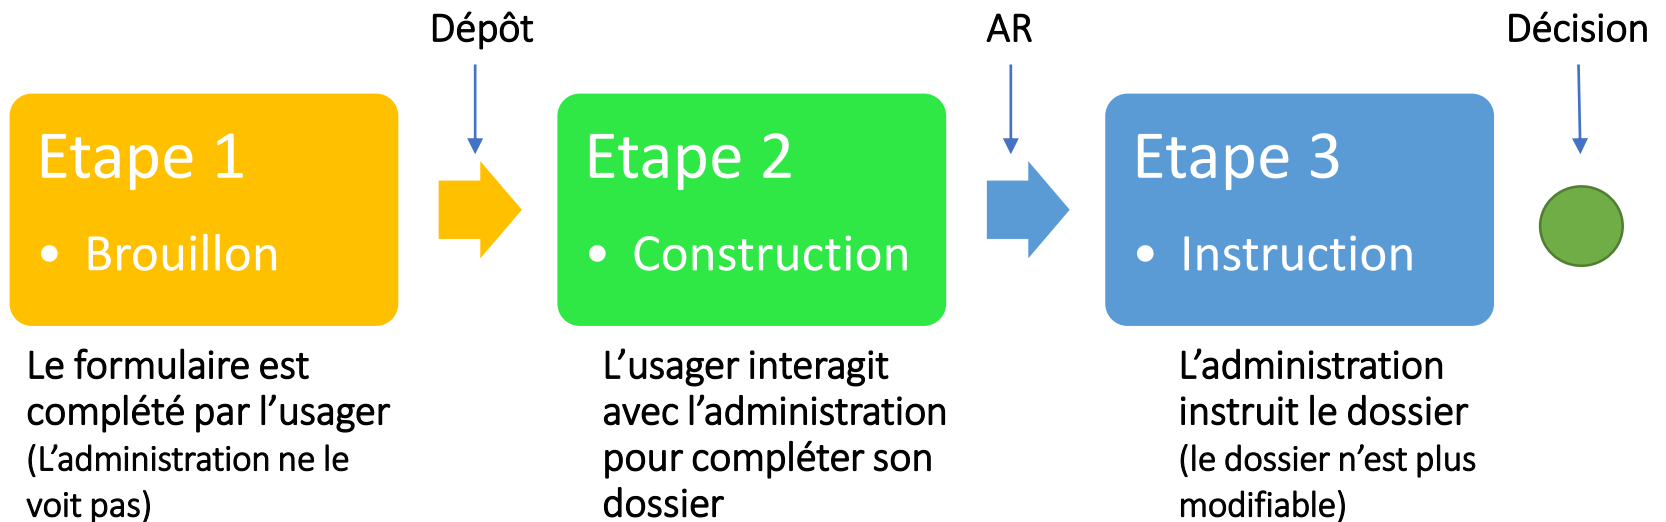 Dépôt
AR
Décision
Etape 1
• Brouillon
Etape 2
• Construction
Etape 3
• Instruction
Le formulaire est
complété par l’usager
(L’administration ne le
voit pas)
L’usager interagit
avec l’administration
pour compléter son
dossier
L’administration
instruit le dossier
(le dossier n’est plus
modifiable)